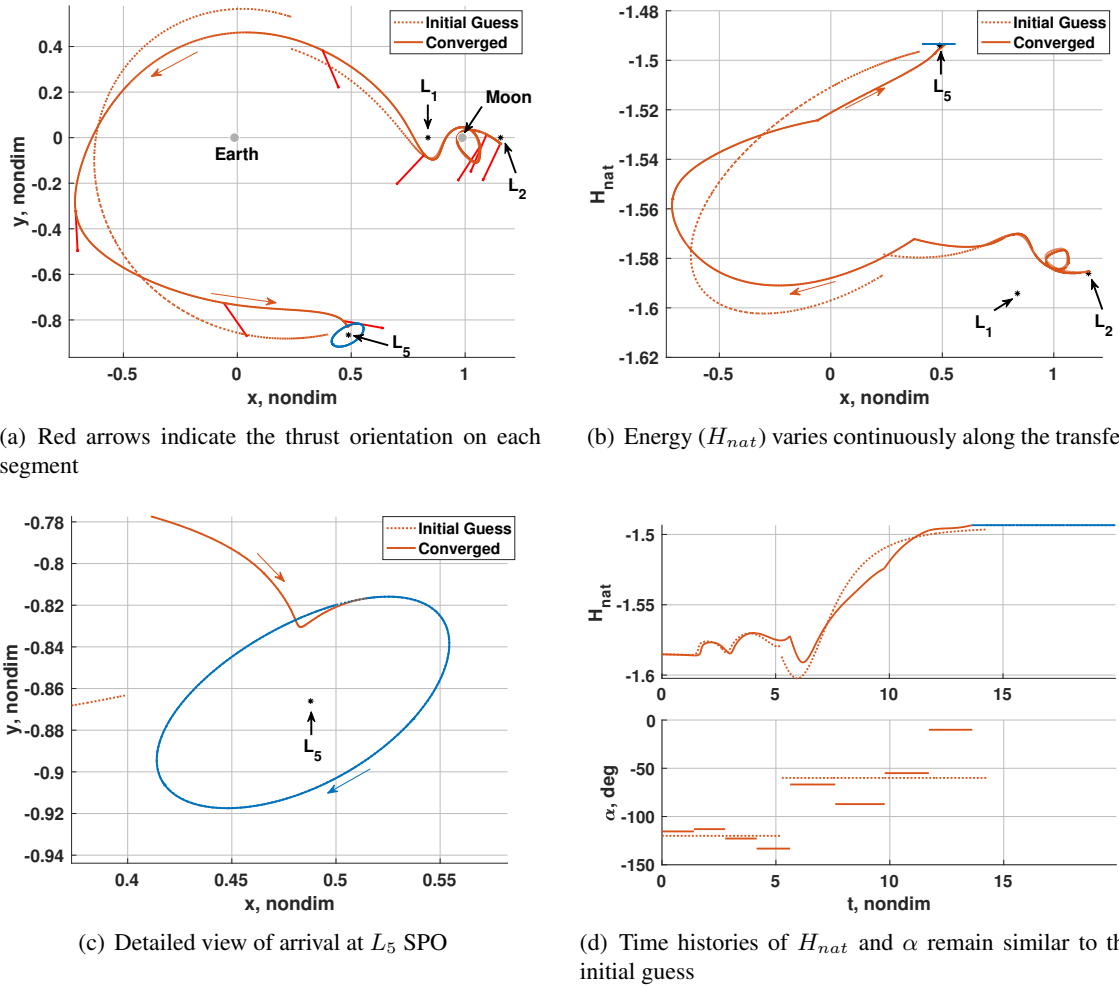 Initial Guess
Converged
0.4
0.2
0
-0.2
-0.4
-0.6
-0.8
y, nondim
L1
Moon
Earth
L2
L5
-0.5
0
0.5
1
x, nondim
(a) Red arrows indicate the thrust orientation on each
segment
Initial Guess
Converged
-1.48
-1.5
-1.52
-1.54
-1.56
-1.58
-1.6
-1.62
Hnat
L5
L1
L2
-0.5
0
0.5
1
x, nondim
(b) Energy (Hnat) varies continuously along the transfe
Initial Guess
Converged
-0.78
-0.8
-0.82
-0.84
-0.86
-0.88
-0.9
-0.92
-0.94
y, nondim
L5
0.4
0.45
0.5
0.55
x, nondim
(c) Detailed view of arrival at L5 SPO
-1.5
-1.55
-1.6
Hnat
0
5
10
15
0
-50
-100
-150
α, deg
0
5
10
15
t, nondim
(d) Time histories of Hnat and α remain similar to th
initial guess